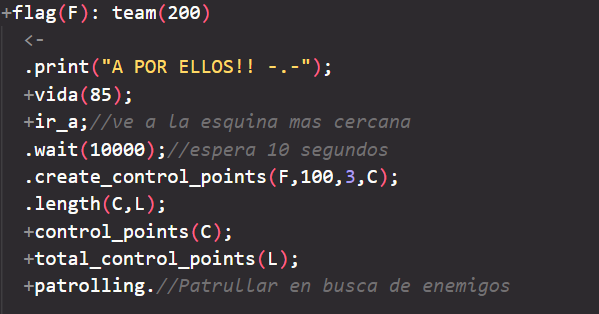 +flag(F): team(200)
<-
.print("A POR ELLOS!! -.-");
+vida(85);
+ir_a;//ve a la esquina mas cercana
.wait(10000);//espera 10 segundos
.create_control_points(F,100,3,C);
.length(C,L);
+control_points(C);
+total_control_points(L);
+patrolling.//Patrullar en busca de enemigos